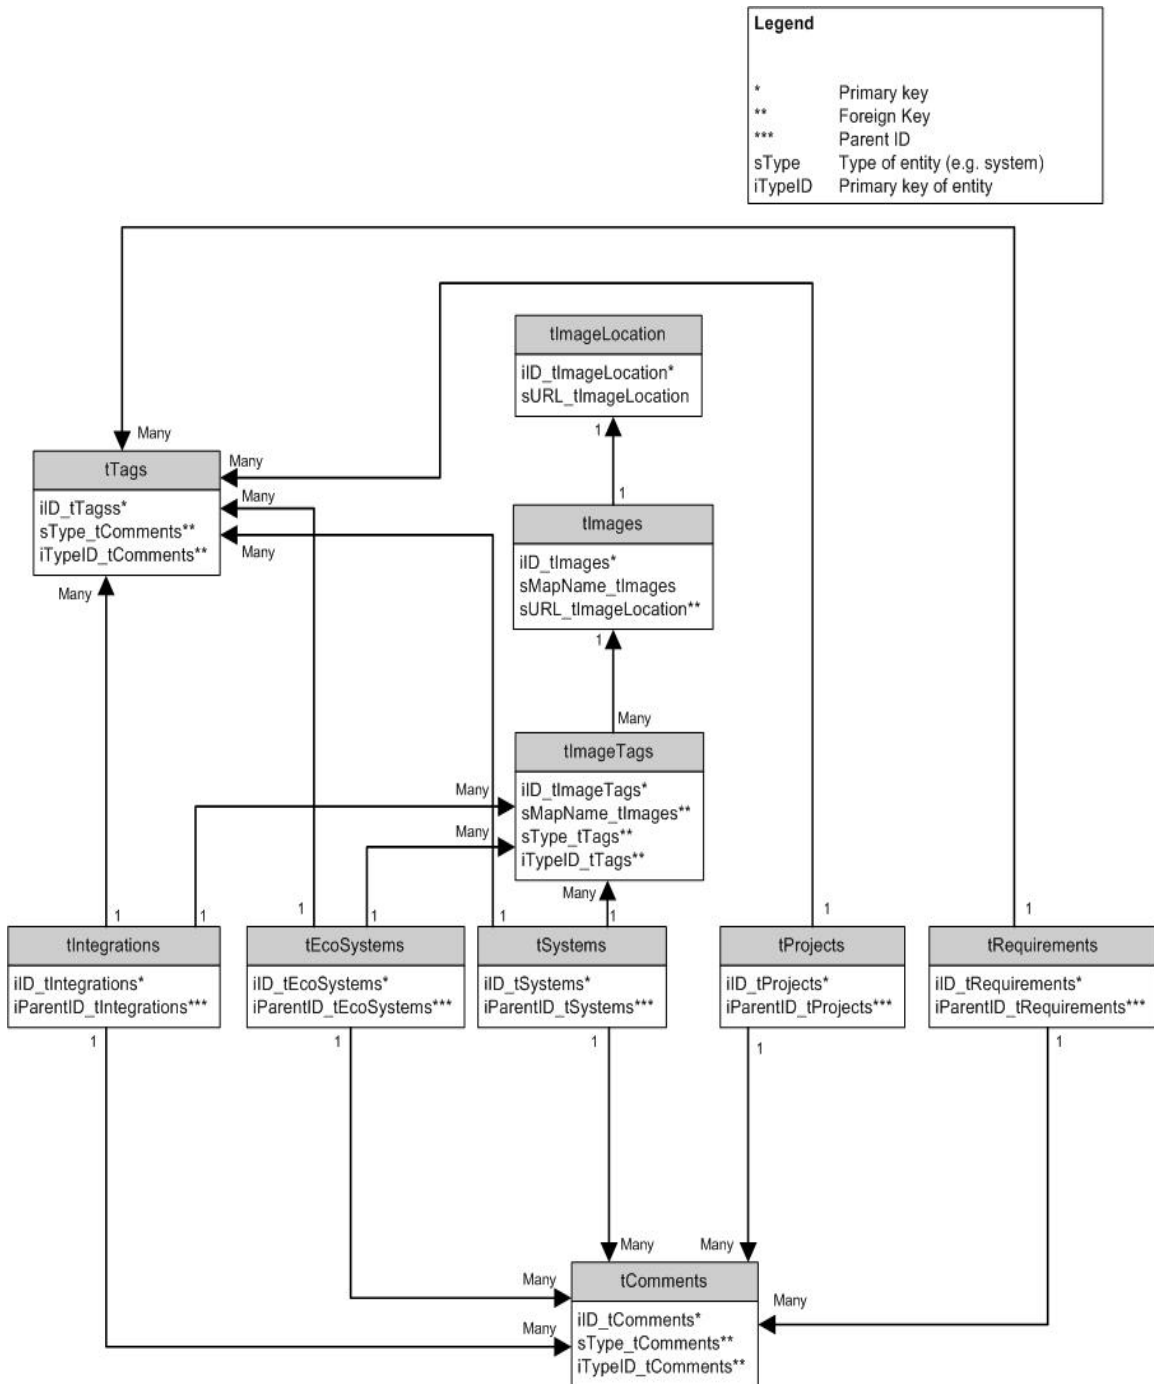 Legend
* Primary key
** Foreign Key
*** Parent ID
sType Type of entity (e.g. system)
iTypeID Primary key of entity
tImageLocation
iID_tImageLocation*
sURL_tImageLocation
1
1
Many
tTags
iID_tTagss*
sType_tComments**
iTypeID_tComments**
Many
Many
Many
Many
tImages
iID_tImages*
sMapName_tImages
sURL_tImageLocation**
1
Many
tImageTags
iID_tImageTags*
sMapName_tImages**
sType_tTags**
iTypeID_tTags**
Many
Many
Many
1
1
1
1
1
1
1
1
tIntegrations
iID_tIntegrations*
iParentID_tIntegrations***
1
tEcoSystems
iID_tEcoSystems*
iParentID_tEcoSystems***
1
tSystems
iID_tSystems*
iParentID_tSystems***
1
tProjects
iID_tProjects*
iParentID_tProjects***
1
tRequirements
iID_tRequirements*
iParentID_tRequirements***
1
Many
Many
Many
Many
Many
tComments
iID_tComments*
sType_tComments**
iTypeID_tComments**